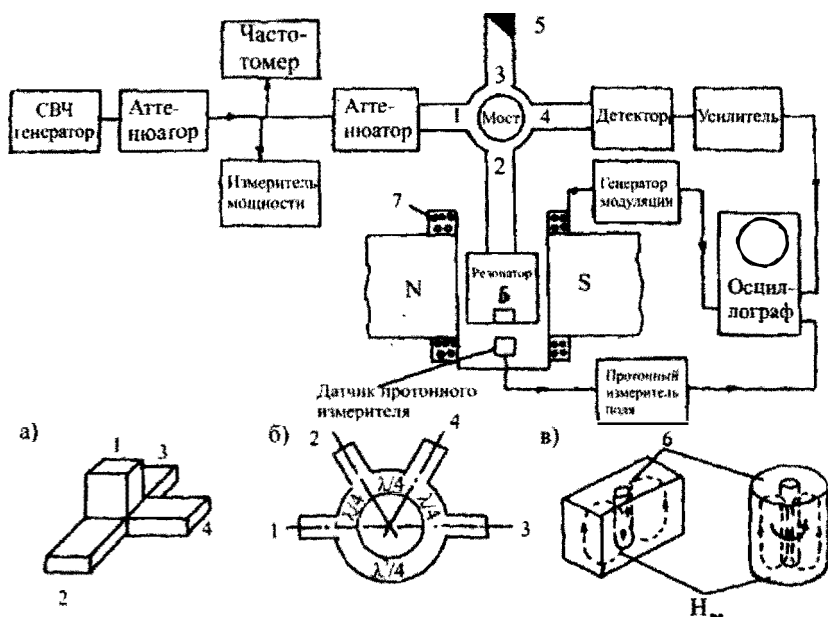 Часто-
томер
5
СВЧ
генератор
Атте-
нюатор
Атте-
нюатор
3
1
Мост
4
2
Детектор
Усилитель
Измеритель
мощности
7
Генератор
модуляции
N
Резонатор
Б
S
Осцил-
лограф
Датчик протонного
измерителя
Протонный
измеритель
поля
а)
1
3
4
2
б)
2
4
λ/4
λ/4
λ/4
1
3
λ/4
в)
6
H